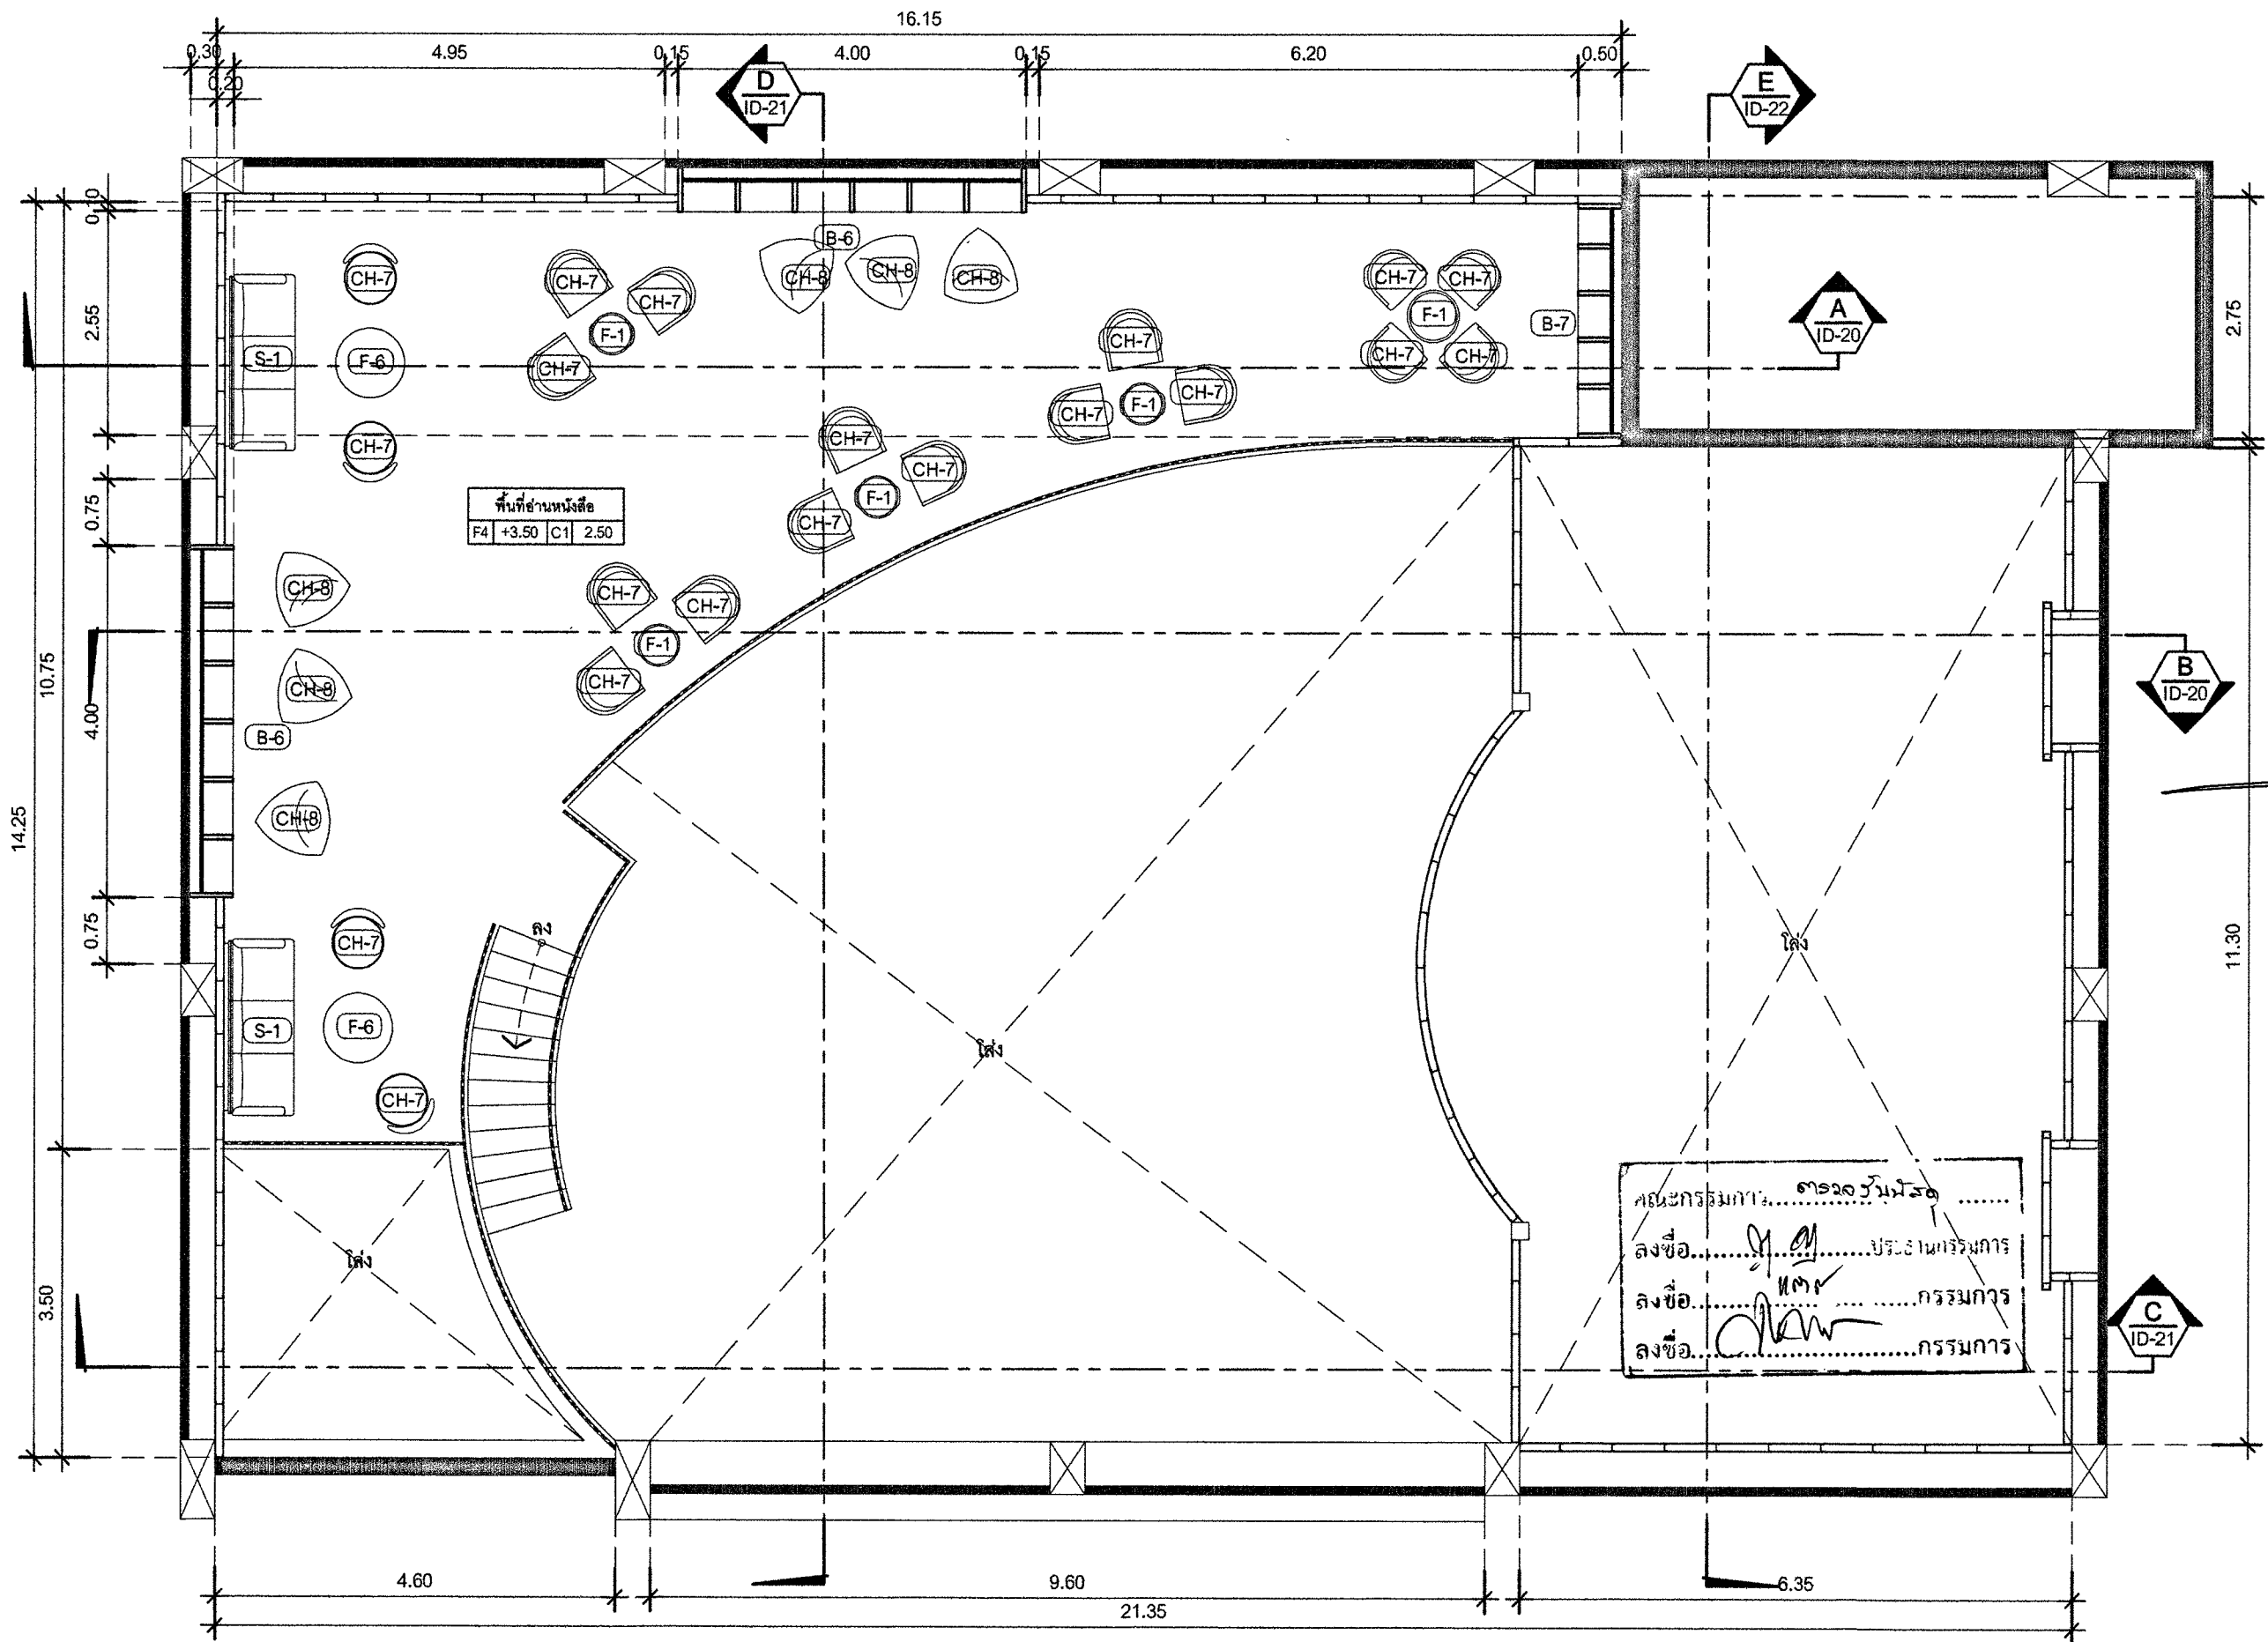 16.15
0.30 4.95 0.15 4.00 0.15 6.20 0.50
0.20
D
ID-21
E
ID-22
0.10
2.55
0.75
4.00
0.75
10.75
14.25
3.50
B-6
CH-7 CH-7 CH-7 CH-8 CH-8 CH-8 CH-7 CH-7
S-1 F-6 F-1 CH-7 CH-7 F-1 B-7
CH-7 CH-7 CH-7
CH-7 F-1 CH-7
CH-7 CH-7 CH-7
F-1
CH-7
A
ID-20
2.75
พื้นที่อ่านหนังสือ
F4 +3.50 C1 2.50
CH-8 CH-7 CH-7
F-1
CH-8 CH-7
B-6
CH-8
B
ID-20
ลง
CH-7
S-1 F-6
CH-7
โล่ง
โล่ง
โล่ง
11.30
คณะกรรมการ
ลงชื่อ ประธานกรรมการ
ลงชื่อ กรรมการ
ลงชื่อ กรรมการ
C
ID-21
4.60 9.60 6.35
21.35